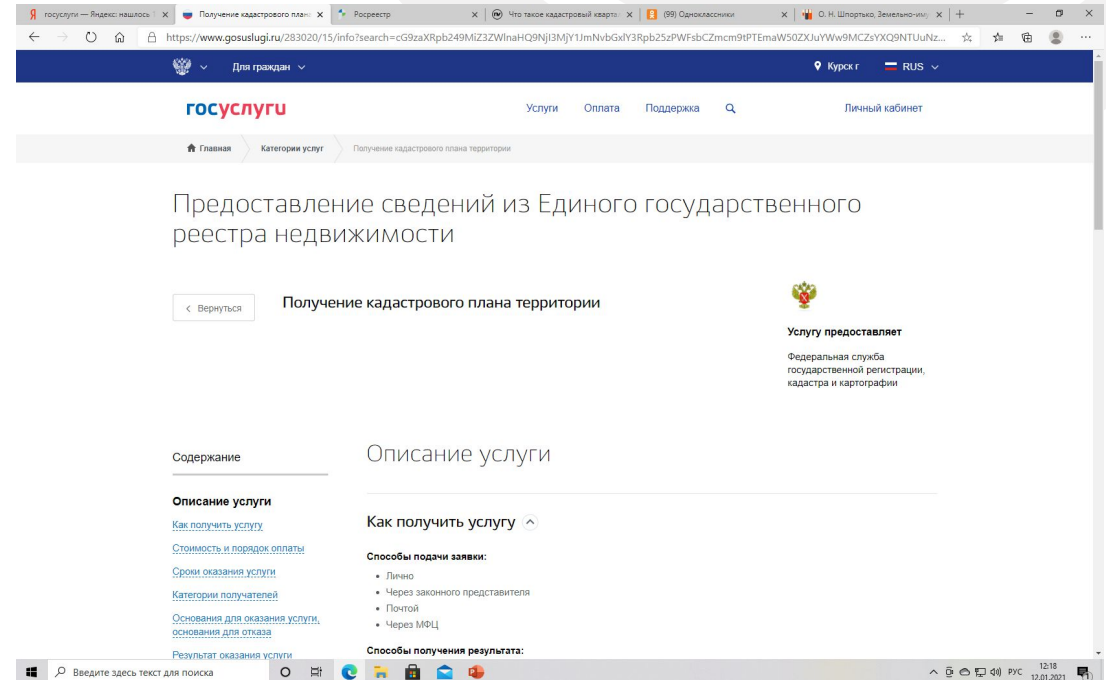 госуслуги — Яндекс: нашлось
Получение кадастрового план
Росреестр
Что такое кадастровый кварта
(99) Одноклассники
О. Н. Шпортько, Земельно-иму
https://www.gosuslugi.ru/283020/15/info?search=
Для граждан
Курск г
RUS
госуслуги
Услуги
Оплата
Поддержка
Личный кабинет
Главная
Категории услуг
Получение кадастрового плана территории
Предоставление сведений из Единого государственного
реестра недвижимости
Вернуться
Получение кадастрового плана территории
Услугу предоставляет
Федеральная служба
государственной регистрации,
кадастра и картографии
Содержание
Описание услуги
Описание услуги
Как получить услугу
Стоимость и порядок оплаты
Сроки оказания услуги
Категории получателей
Основания для оказания услуги,
основания для отказа
Результат оказания услуги
Как получить услугу
Способы подачи заявки:
• Лично
• Через законного представителя
• Почтой
• Через МФЦ
Способы получения результата:
Введите здесь текст для поиска
РУС
12:18
12.01.2021